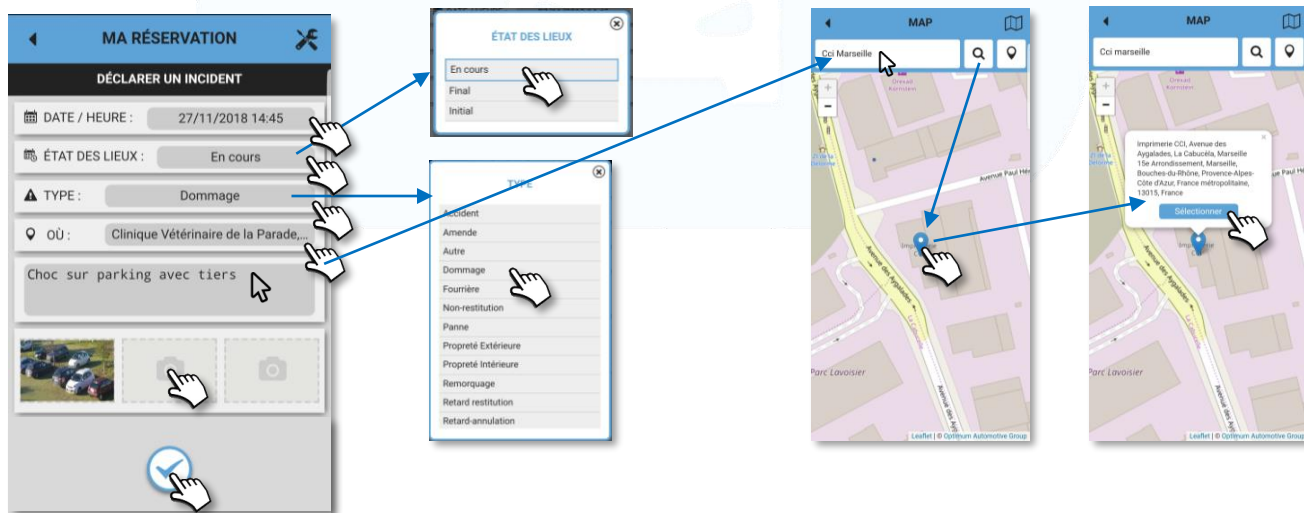 MA RÉSERVATION
DÉCLARER UN INCIDENT
DATE / HEURE : 27/11/2018 14:45
ÉTAT DES LIEUX : En cours
TYPE : Dommage
OÙ : Clinique Vétérinaire de la Parade,...
Choc sur parking avec tiers
ÉTAT DES LIEUX
En cours
Final
Initial
TYPE
Accident
Amende
Autre
Dommage
Fourrière
Non-restitution
Panne
Propreté Extérieure
Propreté Intérieure
Remorquage
Retard restitution
Retard-annulation
MAP
Cci Marseille
+
-
Avenue Paul
Avenue des Aygalades
La Cabucelle
Parc Lavoisier
Leaflet | © Optimum Automotive Group
MAP
Cci marseille
+
-
Imprimerie CCI, Avenue des
Aygalades, La Cabucèla, Marseille
15e Arrondissement, Marseille,
Bouches-du-Rhône, Provence-Alpes-
Côte d'Azur, France métropolitaine,
13015, France
Sélectionner
Avenue des Aygalades
Parc Lavoisier
Leaflet | © Optimum Automotive Group